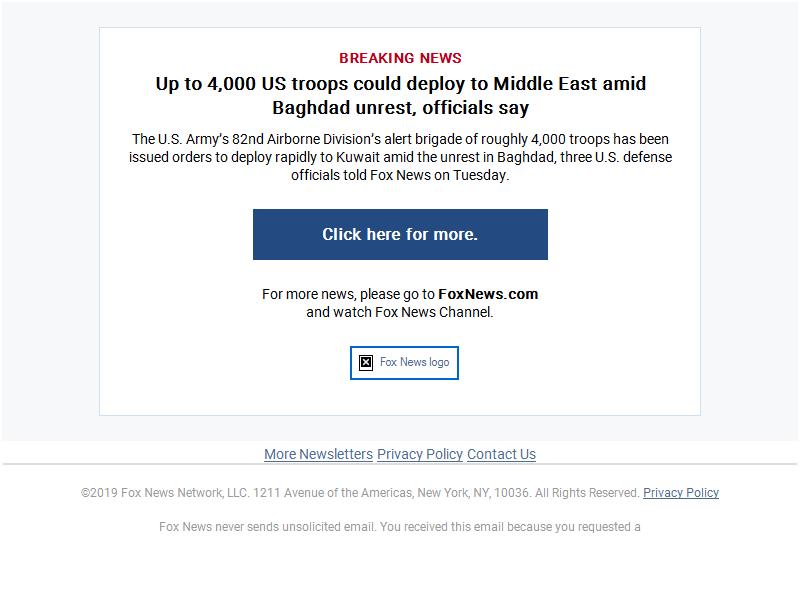 BREAKING NEWS
Up to 4,000 US troops could deploy to Middle East amid
Baghdad unrest, officials say
The U.S. Army's 82nd Airborne Division's alert brigade of roughly 4,000 troops has been
issued orders to deploy rapidly to Kuwait amid the unrest in Baghdad, three U.S. defense
officials told Fox News on Tuesday.
Click here for more.
For more news, please go to FoxNews.com
and watch Fox News Channel.
Fox News logo
More Newsletters Privacy Policy Contact Us
©2019 Fox News Network, LLC. 1211 Avenue of the Americas, New York, NY, 10036. All Rights Reserved. Privacy Policy
Fox News never sends unsolicited email. You received this email because you requested a